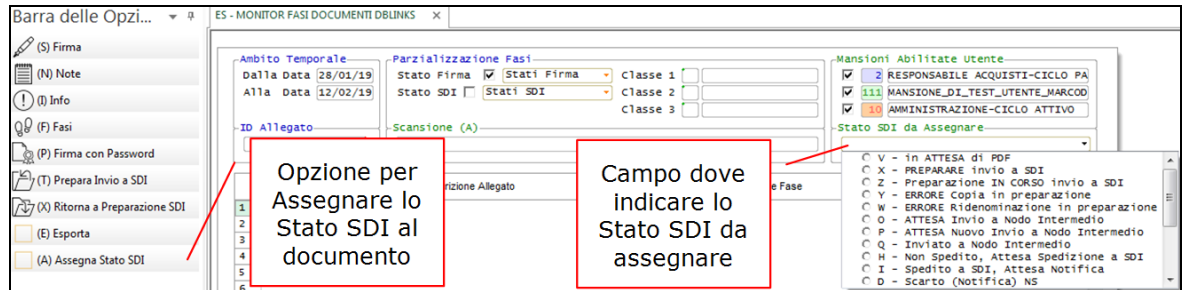 Barra delle Opzi...
ES - MONITOR FASI DOCUMENTI DBLINKS
(S) Firma
(N) Note
(I) Info
(F) Fasi
(P) Firma con Password
(T) Prepara Invio a SDI
(X) Ritorna a Preparazione SDI
(E) Esporta
(A) Assegna Stato SDI
Ambito Temporale
Dalla Data 28/01/19
Alla Data 12/02/19
Parzializzazione Fasi
Stato Firma Stati Firma Classe 1
Stato SDI Stati SDI Classe 2
Classe 3
Mansioni Abilitate Utente
2 RESPONSABILE ACQUISTI-CICLO PA
111 MANSIONE_DI_TEST_UTENTE_MARCOD
10 AMMINISTRAZIONE-CICLO ATTIVO
ID Allegato
Scansione (A)
Stato SDI da Assegnare
V - in ATTESA di PDF
X - PREPARARE invio a SDI
Z - Preparazione IN CORSO invio a SDI
Y - ERRORE Copia in preparazione
W - ERRORE Ridenominazione in preparazione
O - ATTESA Invio a Nodo Intermedio
P - ATTESA Nuovo Invio a Nodo Intermedio
Q - Inviato a Nodo Intermedio
H - Non Spedito, Attesa Spedizione a SDI
I - Spedito a SDI, Attesa Notifica
D - Scarto (Notifica) NS
Opzione per
Assegnare lo
Stato SDI al
documento
Campo dove
indicare lo
Stato SDI da
assegnare
Allegato
Fase
1
2
3
4
5
6